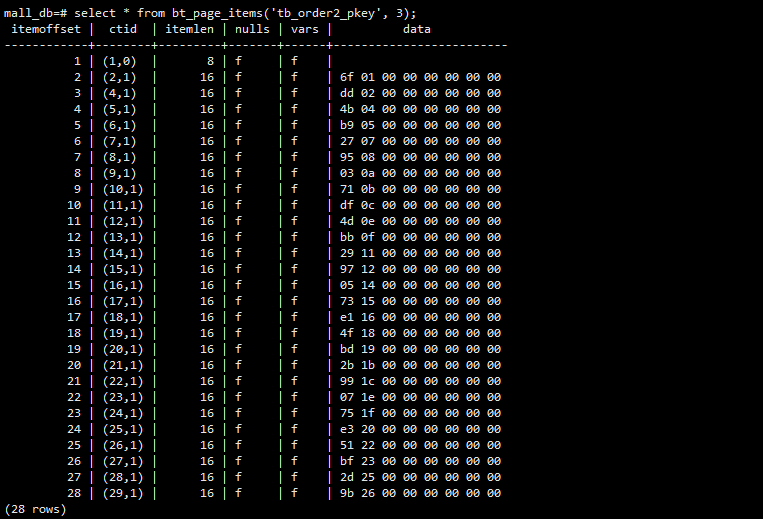 mall_db=# select * from bt_page_items('tb_order2_pkey', 3);
 itemoffset |  ctid  | itemlen | nulls | vars |          data
------------+--------+---------+-------+------+-------------------------
          1 | (1,0)  |       8 | f     | f    |
          2 | (2,1)  |      16 | f     | f    | 6f 01 00 00 00 00 00 00
          3 | (4,1)  |      16 | f     | f    | dd 02 00 00 00 00 00 00
          4 | (5,1)  |      16 | f     | f    | 4b 04 00 00 00 00 00 00
          5 | (6,1)  |      16 | f     | f    | b9 05 00 00 00 00 00 00
          6 | (7,1)  |      16 | f     | f    | 27 07 00 00 00 00 00 00
          7 | (8,1)  |      16 | f     | f    | 95 08 00 00 00 00 00 00
          8 | (9,1)  |      16 | f     | f    | 03 0a 00 00 00 00 00 00
          9 | (10,1) |      16 | f     | f    | 71 0b 00 00 00 00 00 00
         10 | (11,1) |      16 | f     | f    | df 0c 00 00 00 00 00 00
         11 | (12,1) |      16 | f     | f    | 4d 0e 00 00 00 00 00 00
         12 | (13,1) |      16 | f     | f    | bb 0f 00 00 00 00 00 00
         13 | (14,1) |      16 | f     | f    | 29 11 00 00 00 00 00 00
         14 | (15,1) |      16 | f     | f    | 97 12 00 00 00 00 00 00
         15 | (16,1) |      16 | f     | f    | 05 14 00 00 00 00 00 00
         16 | (17,1) |      16 | f     | f    | 73 15 00 00 00 00 00 00
         17 | (18,1) |      16 | f     | f    | e1 16 00 00 00 00 00 00
         18 | (19,1) |      16 | f     | f    | 4f 18 00 00 00 00 00 00
         19 | (20,1) |      16 | f     | f    | bd 19 00 00 00 00 00 00
         20 | (21,1) |      16 | f     | f    | 2b 1b 00 00 00 00 00 00
         21 | (22,1) |      16 | f     | f    | 99 1c 00 00 00 00 00 00
         22 | (23,1) |      16 | f     | f    | 07 1e 00 00 00 00 00 00
         23 | (24,1) |      16 | f     | f    | 75 1f 00 00 00 00 00 00
         24 | (25,1) |      16 | f     | f    | e3 20 00 00 00 00 00 00
         25 | (26,1) |      16 | f     | f    | 51 22 00 00 00 00 00 00
         26 | (27,1) |      16 | f     | f    | bf 23 00 00 00 00 00 00
         27 | (28,1) |      16 | f     | f    | 2d 25 00 00 00 00 00 00
         28 | (29,1) |      16 | f     | f    | 9b 26 00 00 00 00 00 00
(28 rows)